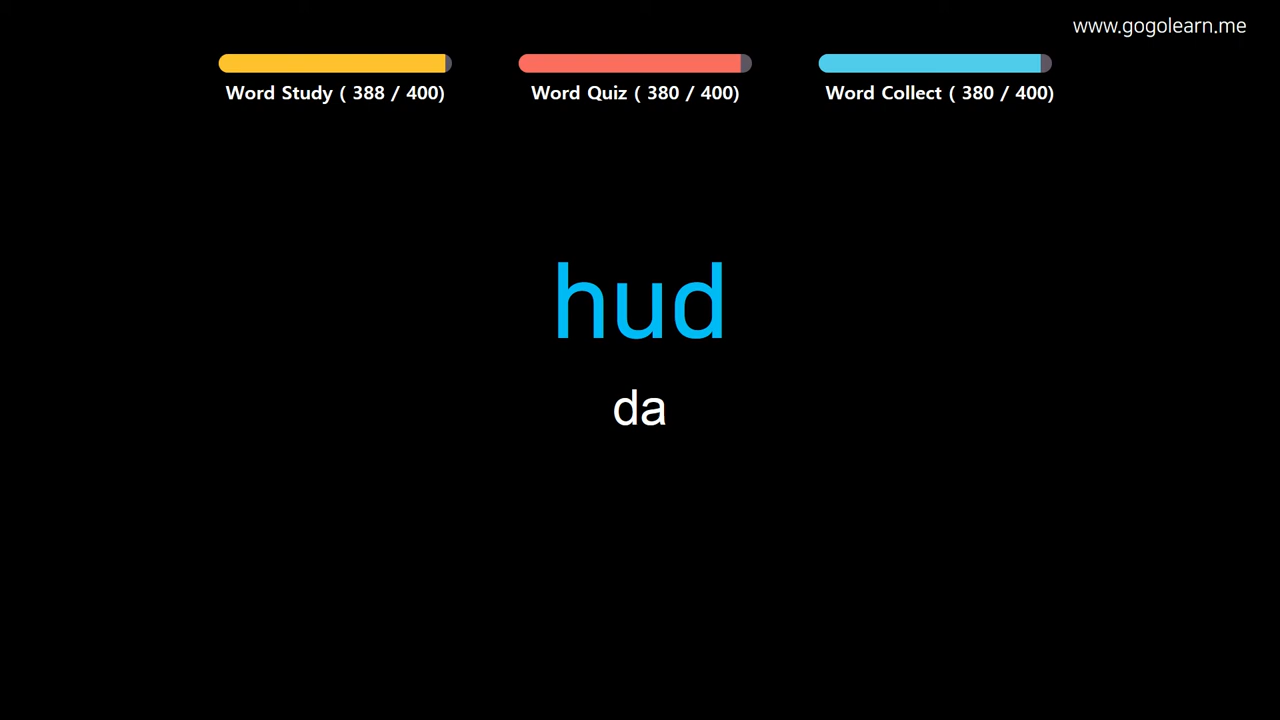 www.gogolearn.me
Word Study ( 388 / 400)
Word Quiz ( 380 / 400)
Word Collect ( 380 / 400)
hud
da